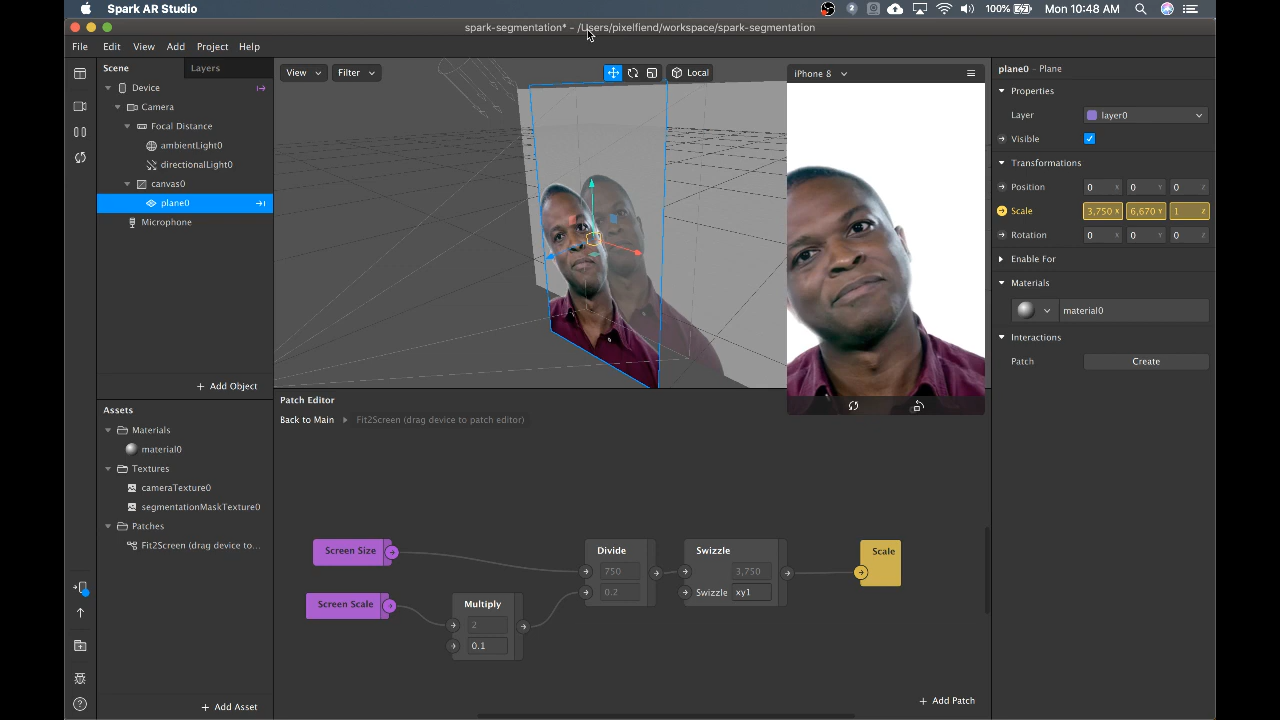 Spark AR Studio 2 100% Mon 10:48 AM
spark-segmentation* – /Users/pixelfiend/workspace/spark-segmentation
File Edit View Add Project Window Help
Scene Layers
Device
Camera
Focal Distance
ambientLight0
directionalLight0
canvas0
plane0
Microphone
+ Add Object
Assets
Materials
material0
Textures
cameraTexture0
segmentationMaskTexture0
Patches
Fit2Screen (drag device to...
+ Add Asset
View Filter Local
iPhone 8
Patch Editor
Back to Main Fit2Screen (drag device to patch editor)
Screen Size
Screen Scale
Multiply
2
0.1
Divide
750
0.2
Swizzle
3,750
Swizzle xy1
Scale
+ Add Patch
plane0 – Plane
Properties
Layer layer0
Visible
Transformations
Position 0 X 0 Y 0 Z
Scale 3,750 X 6,670 Y 1 Z
Rotation 0 X 0 Y 0 Z
Enable For
Materials
material0
Interactions
Patch Create